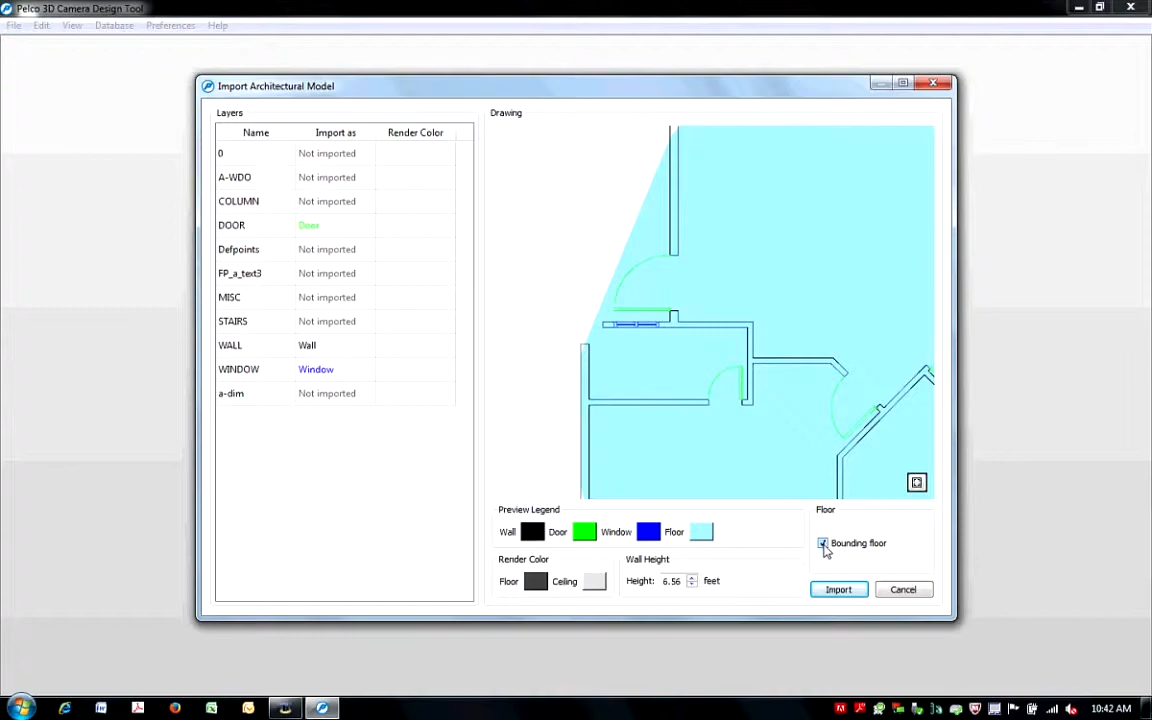 Pelco 3D Camera Design Tool
File Edit View Database Preferences Help
Import Architectural Model
Layers
Name Import as Render Color
0 Not imported
A-WDO Not imported
COLUMN Not imported
DOOR Door
Defpoints Not imported
FP_a_text3 Not imported
MISC Not imported
STAIRS Not imported
WALL Wall
WINDOW Window
a-dim Not imported
Drawing
Preview Legend
Wall Door Window Floor
Floor
Bounding floor
Render Color
Floor Ceiling
Wall Height
Height: 6.56 feet
Import Cancel
10:42 AM